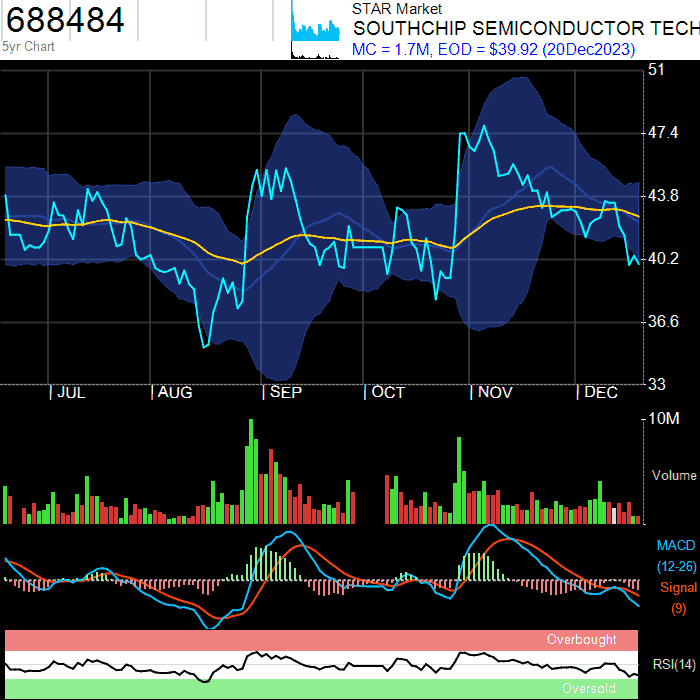 688484
5yr Chart
STAR Market
SOUTHCHIP SEMICONDUCTOR TECH
MC = 1.7M, EOD = $39.92 (20Dec2023)
51
47.4
43.8
40.2
36.6
33
| JUL | AUG | SEP | OCT | NOV | DEC
10M
Volume
MACD
(12-26)
Signal
(9)
Overbought
RSI(14)
Oversold